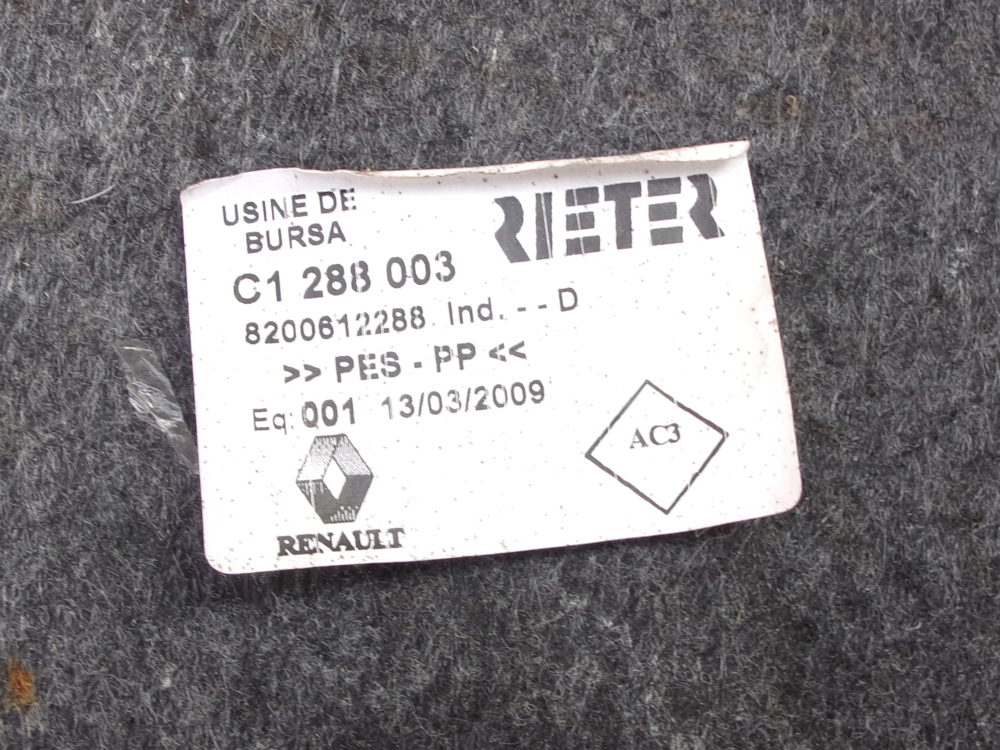 USINE DE
BURSA
RIETER
C1 288 003
8200612288. Ind. - - D
>> PES - PP <<
Eq: 001 13/03/2009
AC3
RENAULT